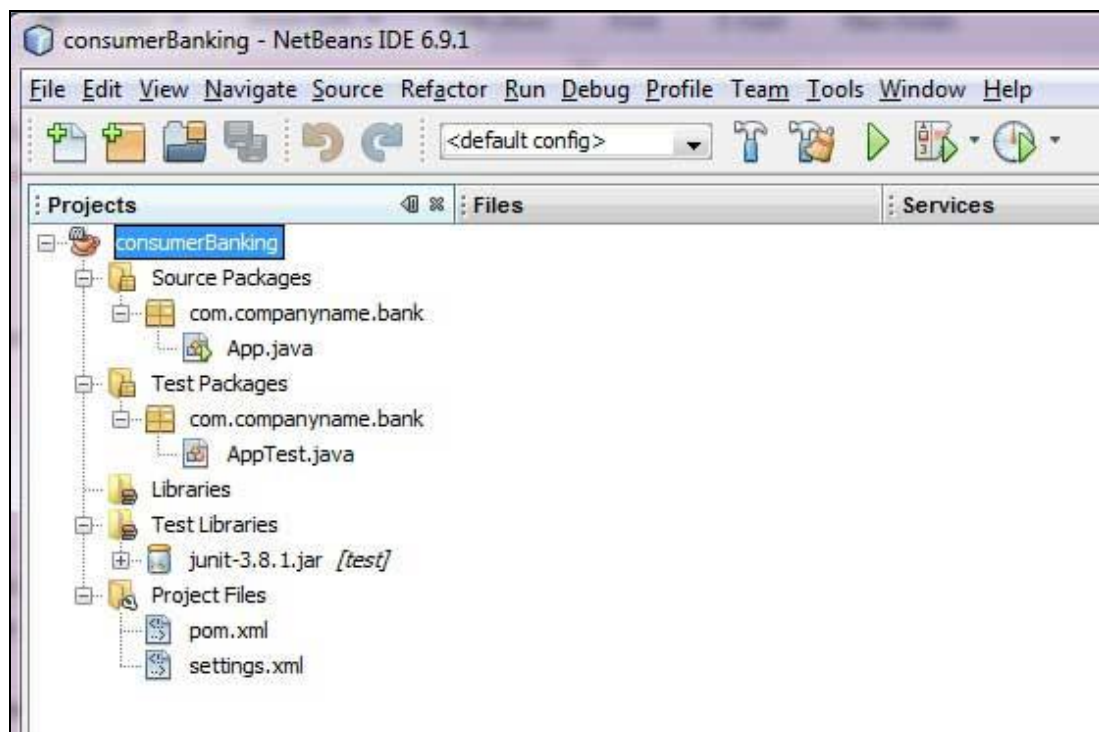 consumerBanking - NetBeans IDE 6.9.1
File Edit View Navigate Source Refactor Run Debug Profile Team Tools Window Help
<default config>
Projects Files Services
consumerBanking
Source Packages
com.companyname.bank
App.java
Test Packages
com.companyname.bank
AppTest.java
Libraries
Test Libraries
junit-3.8.1.jar [test]
Project Files
pom.xml
settings.xml